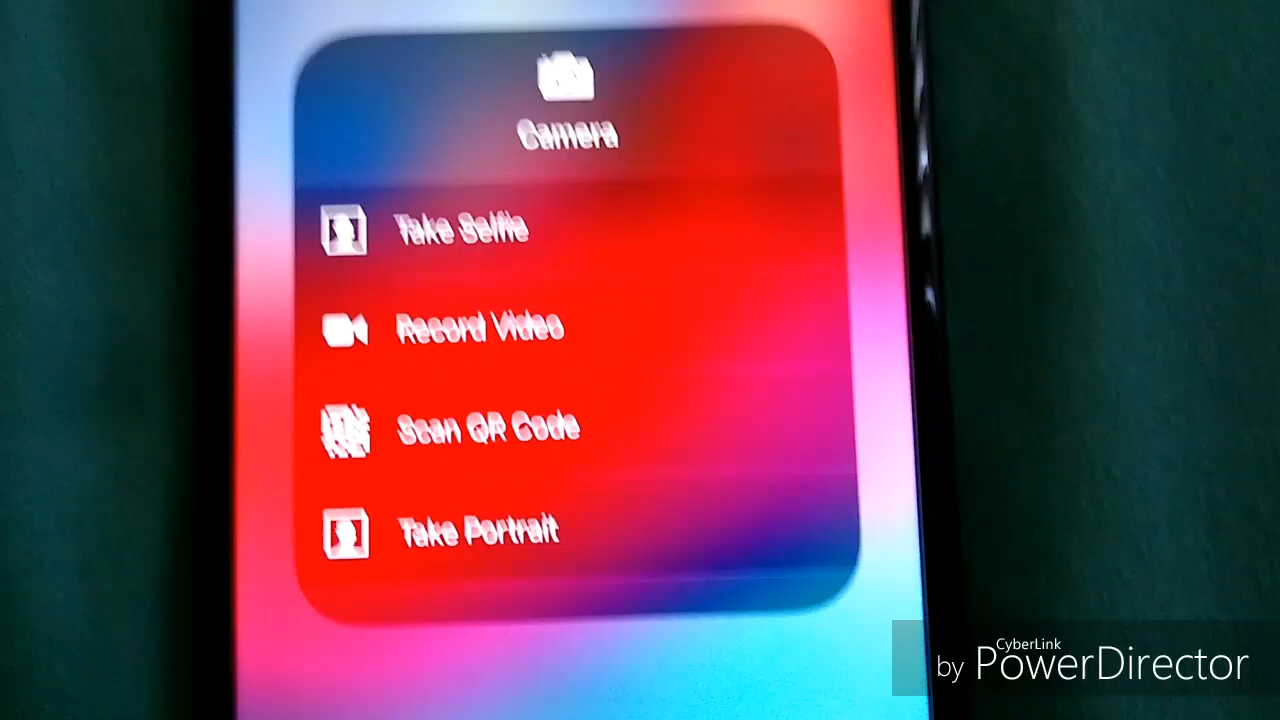 Camera
Take Selfie
Record Video
Scan QR Code
Take Portrait
CyberLink
by PowerDirector